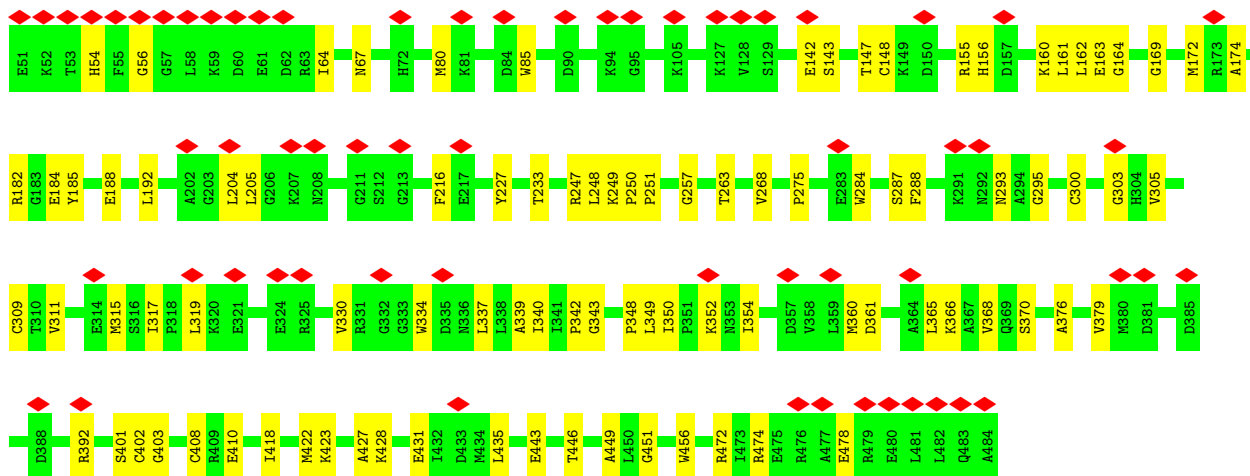 E51 K52 T53 H54 F55 G56 G57 L58 K59 D60 E61 D62 R63 I64 N67 H72 M80 K81 D84 W85 D90 K94 G95 K105 K127 V128 S129 E142 S143 T147 C148 K149 D150 R155 H156 D157 K160 L161 L162 E163 G164 G169 M172 R173 A174
R182 G183 E184 Y185 E188 L192 A202 G203 L204 L205 G206 K207 N208 G211 S212 G213 F216 E217 Y227 T233 R247 L248 K249 P250 P251 G257 T263 V268 P275 E283 W284 S287 F288 K291 N292 N293 A294 G295 C300 G303 H304 V305
C309 T310 V311 E314 M315 S316 I317 P318 L319 K320 E321 E324 R325 V330 R331 G332 G333 W334 D335 N336 L337 L338 A339 I340 I341 P342 G343 P348 L349 I350 P351 K352 N353 I354 D357 V358 L359 M360 D361 A364 L365 K366 A367 V368 Q369 S370 A376 V379 M380 D381 D385
D388 R392 S401 C402 G403 C408 R409 E410 I418 M422 K423 A427 K428 E431 I432 D433 M434 L435 E443 T446 A449 L450 G451 W456 R472 I473 R474 E475 R476 A477 E478 R479 E480 L481 L482 Q483 A484